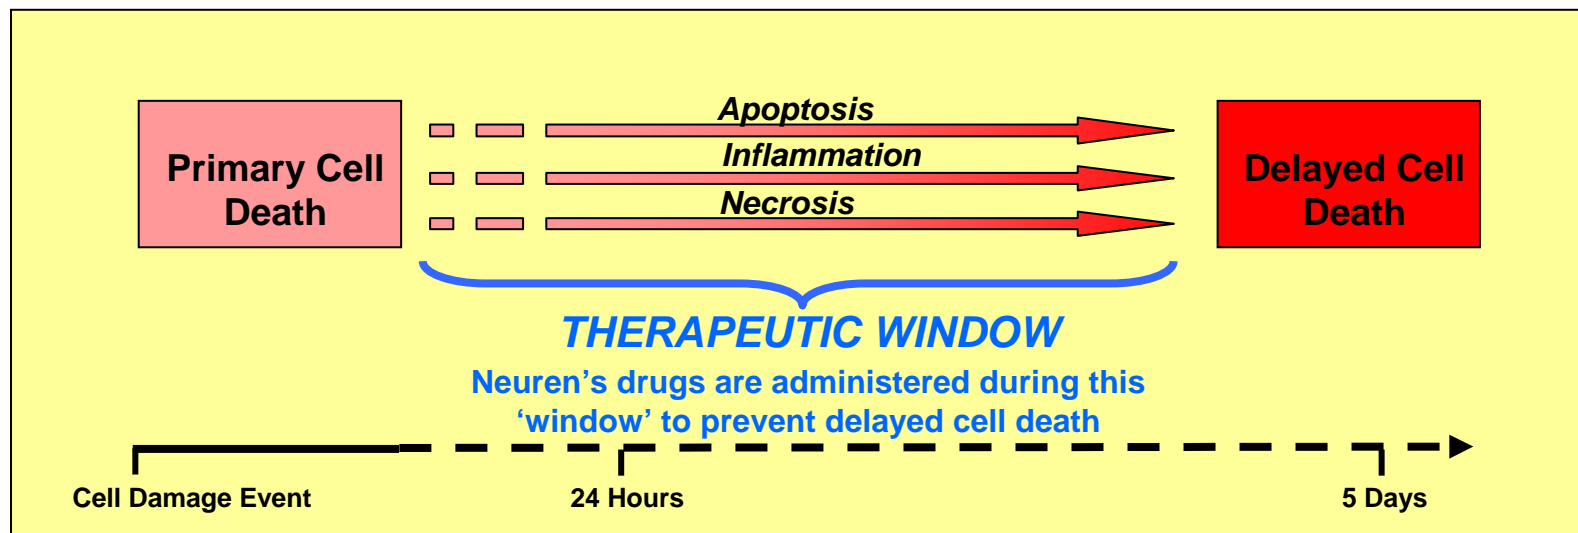 Apoptosis
Primary Cell
Death
Inflammation
Necrosis
Delayed Cell
Death
THERAPEUTIC WINDOW
Neuren’s drugs are administered during this
‘window’ to prevent delayed cell death
Cell Damage Event
24 Hours
5 Days